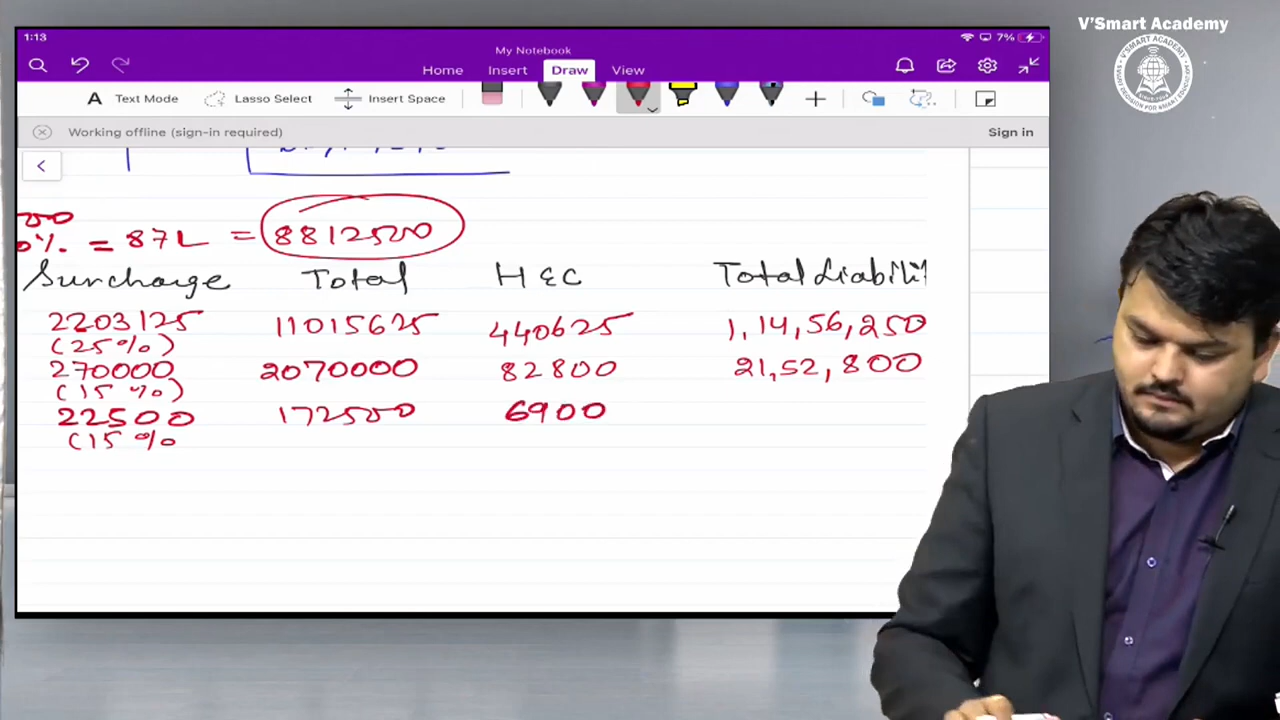 V'Smart Academy
1:13
7%
My Notebook
Home Insert Draw View
A Text Mode Lasso Select Insert Space
Working offline (sign-in required) Sign in
% = 87L = 8812500
Surcharge Total H&C Total Liabilit
2203125 11015625 440625 1,14,56,250
(25%)
270000 2070000 82800 21,52,800
(15%)
22500 172500 6900
(15%